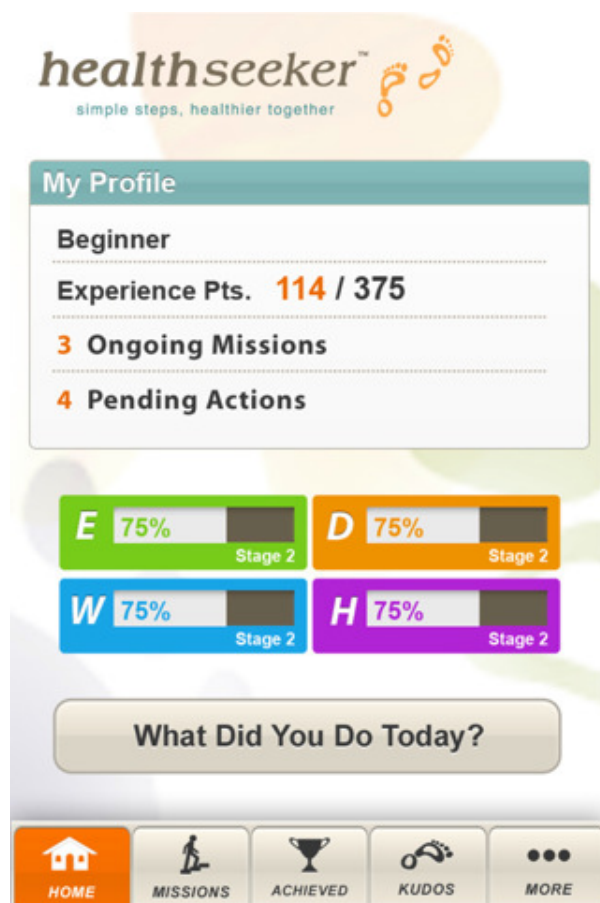 healthseeker™
simple steps, healthier together
My Profile
Beginner
Experience Pts. 114 / 375
3 Ongoing Missions
4 Pending Actions
E 75% Stage 2
D 75% Stage 2
W 75% Stage 2
H 75% Stage 2
What Did You Do Today?
HOME
MISSIONS
ACHIEVED
KUDOS
MORE